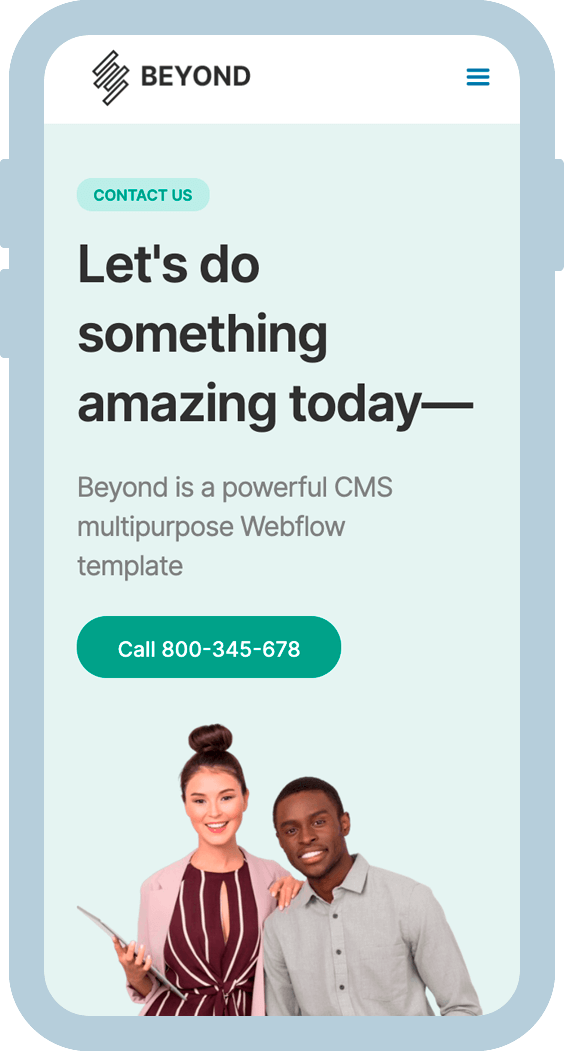 BEYOND
CONTACT US
Let's do
something
amazing today—
Beyond is a powerful CMS
multipurpose Webflow
template
Call 800-345-678